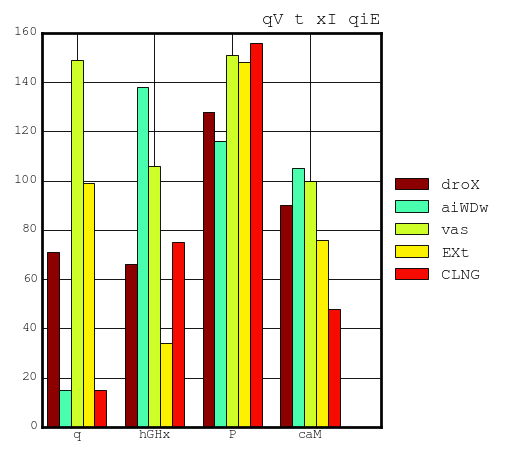 qV t xI qiE
160
140
120
100
80
60
40
20
0
q hGHx P caM
droX
aiWDw
vas
EXt
CLNG